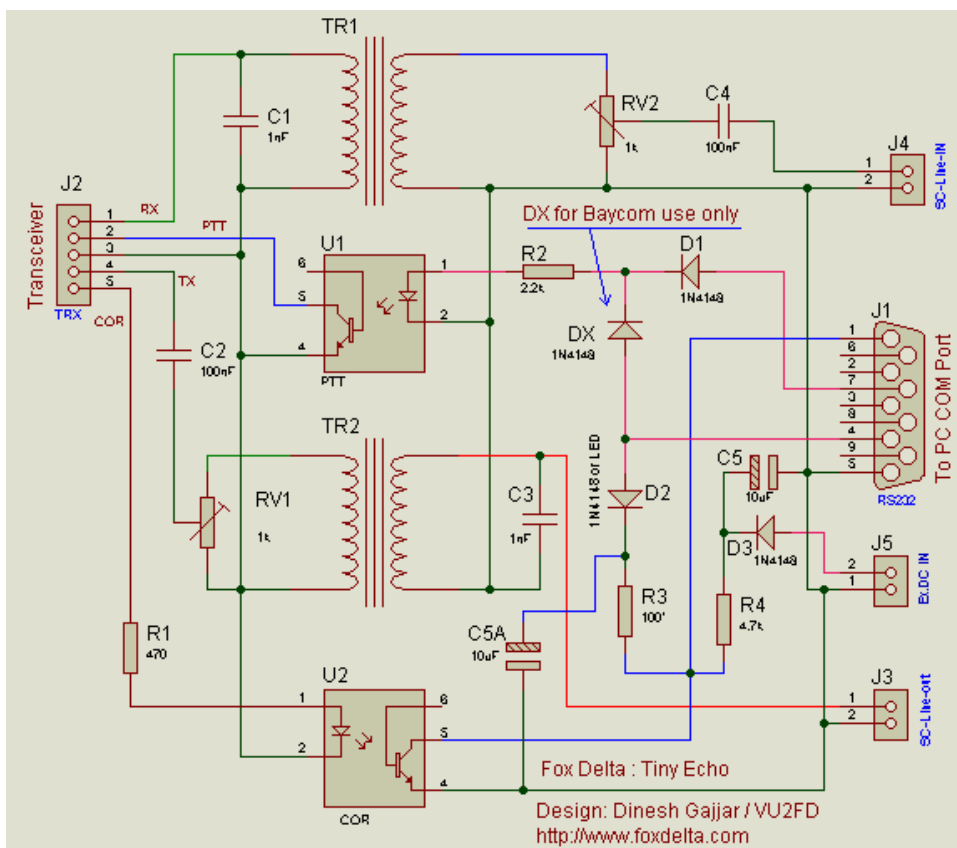 TR1
C1
1nF
RV2
1k
C4
100nF
J4
1
2
SC-Line-IN
J2
1
2
3
4
5
TRX
Transceiver
RX
PTT
TX
COR
DX for Baycom use only
U1
6
5
4
1
2
PTT
R2
2.2k
D1
1N4148
DX
1N4148
J1
1
6
2
7
3
8
4
9
5
RS232
To PC COM Port
C2
100nF
TR2
RV1
1k
C3
1nF
1N4148 or LED
D2
C5
10uF
D3
1N4148
J5
2
1
Ex.DC IN
R3
100*
R4
4.7k
C5A
10uF
R1
470
U2
1
2
6
5
4
COR
J3
1
2
SC-Line-out
Fox Delta : Tiny Echo
Design: Dinesh Gajjar / VU2FD
http://www.foxdelta.com